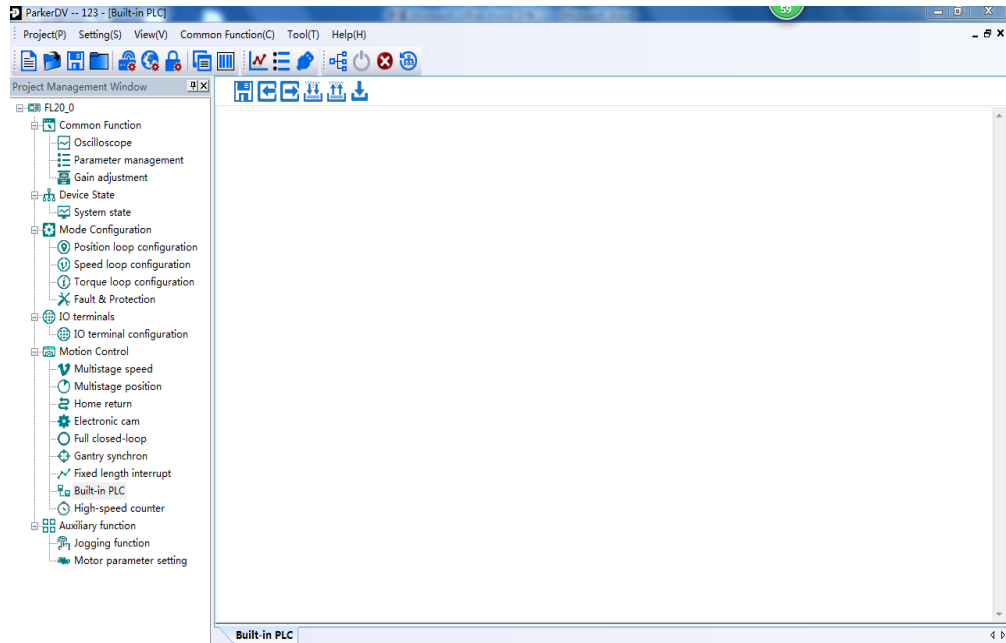 ParkerDV -- 123 - [Built-in PLC]
59
Project(P) Setting(S) View(V) Common Function(C) Tool(T) Help(H)
Project Management Window
FL20_0
Common Function
Oscilloscope
Parameter management
Gain adjustment
Device State
System state
Mode Configuration
Position loop configuration
Speed loop configuration
Torque loop configuration
Fault & Protection
IO terminals
IO terminal configuration
Motion Control
Multistage speed
Multistage position
Home return
Electronic cam
Full closed-loop
Gantry synchron
Fixed length interrupt
Built-in PLC
High-speed counter
Auxiliary function
Jogging function
Motor parameter setting
Built-in PLC